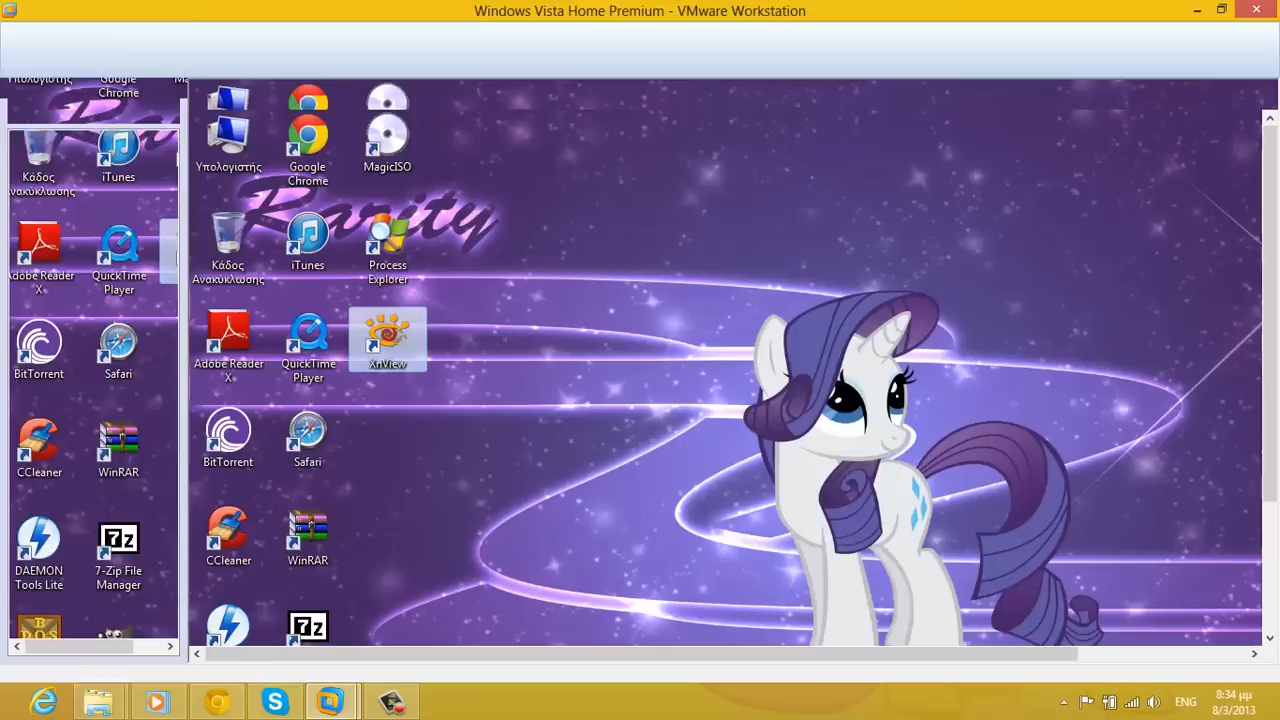 Windows Vista Home Premium - VMware Workstation
Υπολογιστής
Google
Chrome
Κάδος
Ανακύκλωσης
iTunes
Adobe Reader
X
QuickTime
Player
BitTorrent
Safari
CCleaner
WinRAR
DAEMON
Tools Lite
7-Zip File
Manager
Rarity
Υπολογιστής
Google
Chrome
MagicISO
Κάδος
Ανακύκλωσης
iTunes
Process
Explorer
Adobe Reader
X
QuickTime
Player
XnView
BitTorrent
Safari
CCleaner
WinRAR
7z
7z
ENG
8:34 μμ
8/3/2013